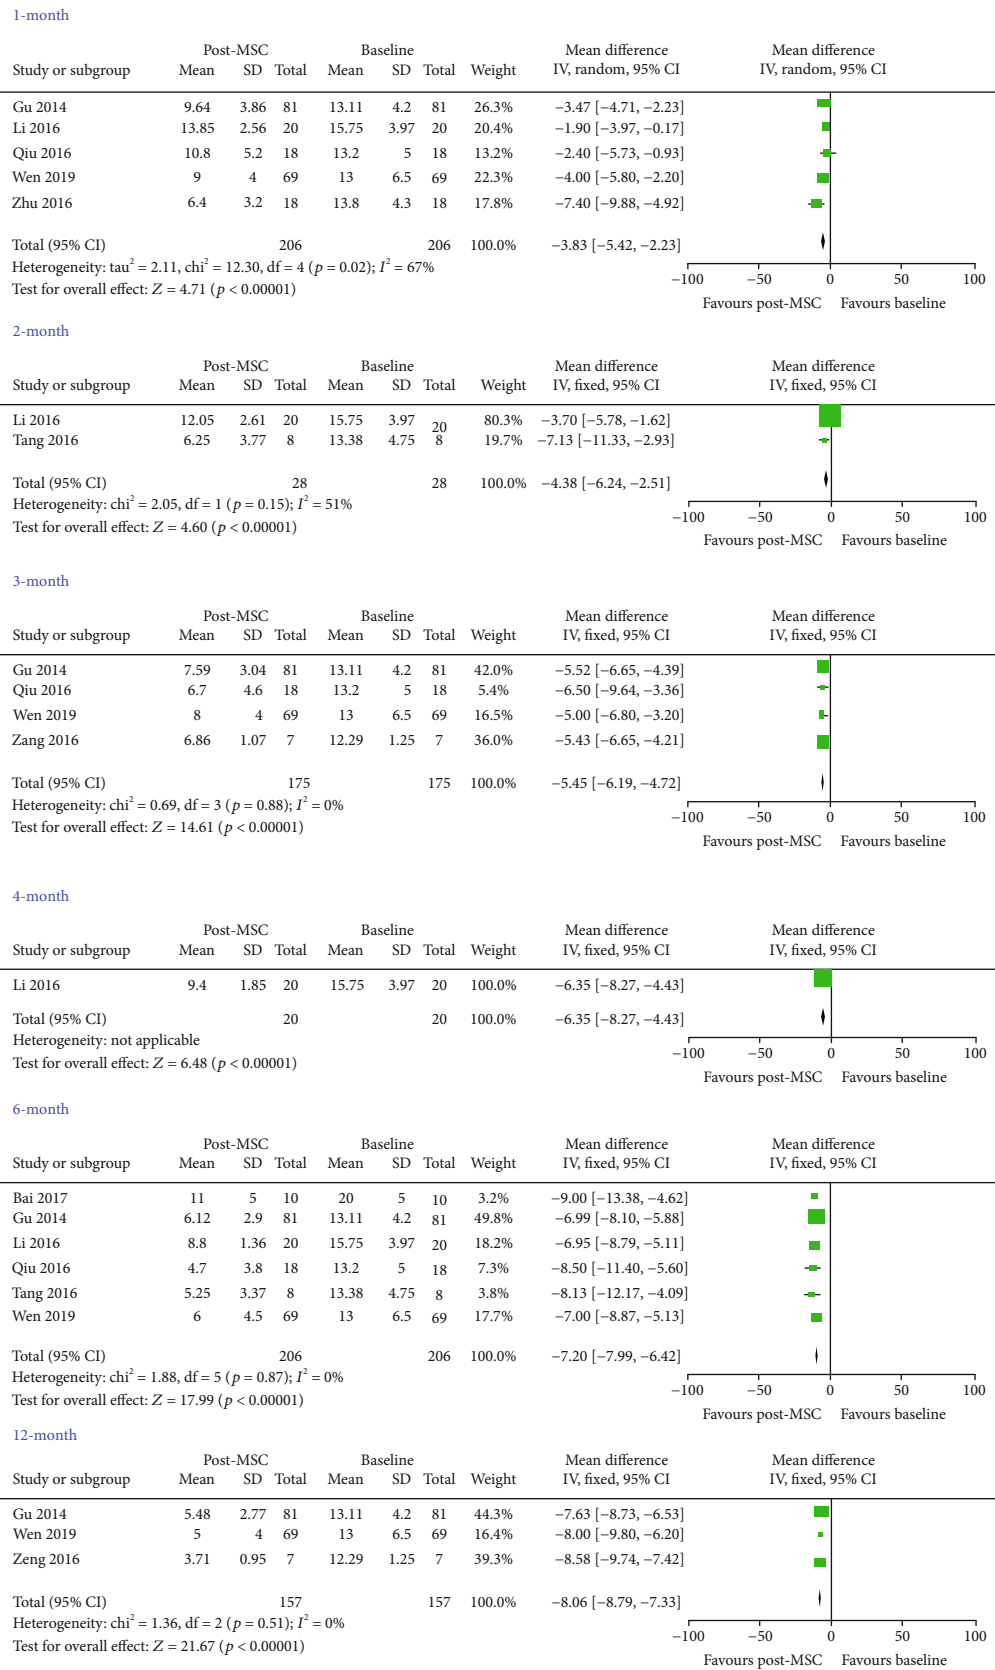 1-month
Post-MSC Baseline Mean difference Mean difference
Study or subgroup Mean SD Total Mean SD Total Weight IV, random, 95% CI IV, random, 95% CI
Gu 2014 9.64 3.86 81 13.11 4.2 81 26.3% −3.47 [−4.71, −2.23]
Li 2016 13.85 2.56 20 15.75 3.97 20 20.4% −1.90 [−3.97, −0.17]
Qiu 2016 10.8 5.2 18 13.2 5 18 13.2% −2.40 [−5.73, −0.93]
Wen 2019 9 4 69 13 6.5 69 22.3% −4.00 [−5.80, −2.20]
Zhu 2016 6.4 3.2 18 13.8 4.3 18 17.8% −7.40 [−9.88, −4.92]
Total (95% CI) 206 206 100.0% −3.83 [−5.42, −2.23]
Heterogeneity: tau² = 2.11, chi² = 12.30, df = 4 (p = 0.02); I² = 67%
Test for overall effect: Z = 4.71 (p < 0.00001)
−100 −50 0 50 100
Favours post-MSC Favours baseline
2-month
Post-MSC Baseline Mean difference Mean difference
Study or subgroup Mean SD Total Mean SD Total Weight IV, fixed, 95% CI IV, fixed, 95% CI
Li 2016 12.05 2.61 20 15.75 3.97 20 80.3% −3.70 [−5.78, −1.62]
Tang 2016 6.25 3.77 8 13.38 4.75 8 19.7% −7.13 [−11.33, −2.93]
Total (95% CI) 28 28 100.0% −4.38 [−6.24, −2.51]
Heterogeneity: chi² = 2.05, df = 1 (p = 0.15); I² = 51%
Test for overall effect: Z = 4.60 (p < 0.00001)
−100 −50 0 50 100
Favours post-MSC Favours baseline
3-month
Post-MSC Baseline Mean difference Mean difference
Study or subgroup Mean SD Total Mean SD Total Weight IV, fixed, 95% CI IV, fixed, 95% CI
Gu 2014 7.59 3.04 81 13.11 4.2 81 42.0% −5.52 [−6.65, −4.39]
Qiu 2016 6.7 4.6 18 13.2 5 18 5.4% −6.50 [−9.64, −3.36]
Wen 2019 8 4 69 13 6.5 69 16.5% −5.00 [−6.80, −3.20]
Zang 2016 6.86 1.07 7 12.29 1.25 7 36.0% −5.43 [−6.65, −4.21]
Total (95% CI) 175 175 100.0% −5.45 [−6.19, −4.72]
Heterogeneity: chi² = 0.69, df = 3 (p = 0.88); I² = 0%
Test for overall effect: Z = 14.61 (p < 0.00001)
−100 −50 0 50 100
Favours post-MSC Favours baseline
4-month
Post-MSC Baseline Mean difference Mean difference
Study or subgroup Mean SD Total Mean SD Total Weight IV, fixed, 95% CI IV, fixed, 95% CI
Li 2016 9.4 1.85 20 15.75 3.97 20 100.0% −6.35 [−8.27, −4.43]
Total (95% CI) 20 20 100.0% −6.35 [−8.27, −4.43]
Heterogeneity: not applicable
Test for overall effect: Z = 6.48 (p < 0.00001)
−100 −50 0 50 100
Favours post-MSC Favours baseline
6-month
Post-MSC Baseline Mean difference Mean difference
Study or subgroup Mean SD Total Mean SD Total Weight IV, fixed, 95% CI IV, fixed, 95% CI
Bai 2017 11 5 10 20 5 10 3.2% −9.00 [−13.38, −4.62]
Gu 2014 6.12 2.9 81 13.11 4.2 81 49.8% −6.99 [−8.10, −5.88]
Li 2016 8.8 1.36 20 15.75 3.97 20 18.2% −6.95 [−8.79, −5.11]
Qiu 2016 4.7 3.8 18 13.2 5 18 7.3% −8.50 [−11.40, −5.60]
Tang 2016 5.25 3.37 8 13.38 4.75 8 3.8% −8.13 [−12.17, −4.09]
Wen 2019 6 4.5 69 13 6.5 69 17.7% −7.00 [−8.87, −5.13]
Total (95% CI) 206 206 100.0% −7.20 [−7.99, −6.42]
Heterogeneity: chi² = 1.88, df = 5 (p = 0.87); I² = 0%
Test for overall effect: Z = 17.99 (p < 0.00001)
−100 −50 0 50 100
Favours post-MSC Favours baseline
12-month
Post-MSC Baseline Mean difference Mean difference
Study or subgroup Mean SD Total Mean SD Total Weight IV, fixed, 95% CI IV, fixed, 95% CI
Gu 2014 5.48 2.77 81 13.11 4.2 81 44.3% −7.63 [−8.73, −6.53]
Wen 2019 5 4 69 13 6.5 69 16.4% −8.00 [−9.80, −6.20]
Zeng 2016 3.71 0.95 7 12.29 1.25 7 39.3% −8.58 [−9.74, −7.42]
Total (95% CI) 157 157 100.0% −8.06 [−8.79, −7.33]
Heterogeneity: chi² = 1.36, df = 2 (p = 0.51); I² = 0%
Test for overall effect: Z = 21.67 (p < 0.00001)
−100 −50 0 50 100
Favours post-MSC Favours baseline